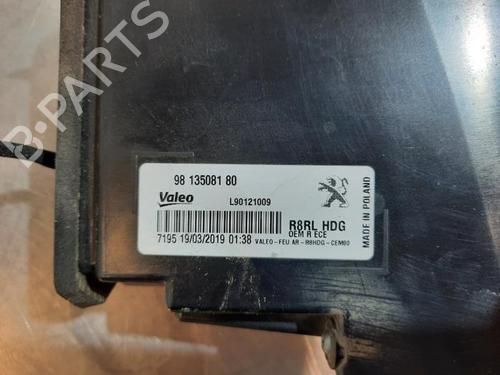 B-PARTS
98 135081 80
Valeo
L90121009
R8RL HDG
OEM R ECE
7195 19/03/2019 01:38
VALEO-FEU AR-R8HDG-CEM00
MADE IN POLAND